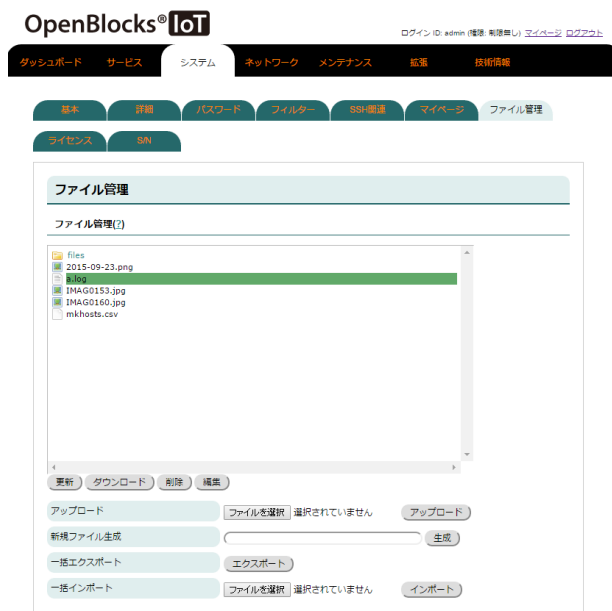 OpenBlocks® IoT
ログイン ID: admin (権限: 制限無し) マイページ ログアウト
ダッシュボード サービス システム ネットワーク メンテナンス 拡張 技術情報
基本 詳細 パスワード フィルター SSH関連 マイページ ファイル管理
ライセンス S/N
ファイル管理
ファイル管理(?)
files
2015-09-23.png
a.log
IMAG0153.jpg
IMAG0160.jpg
mkhosts.csv
更新 ダウンロード 削除 編集
アップロード ファイルを選択 選択されていません アップロード
新規ファイル生成 生成
一括エクスポート エクスポート
一括インポート ファイルを選択 選択されていません インポート